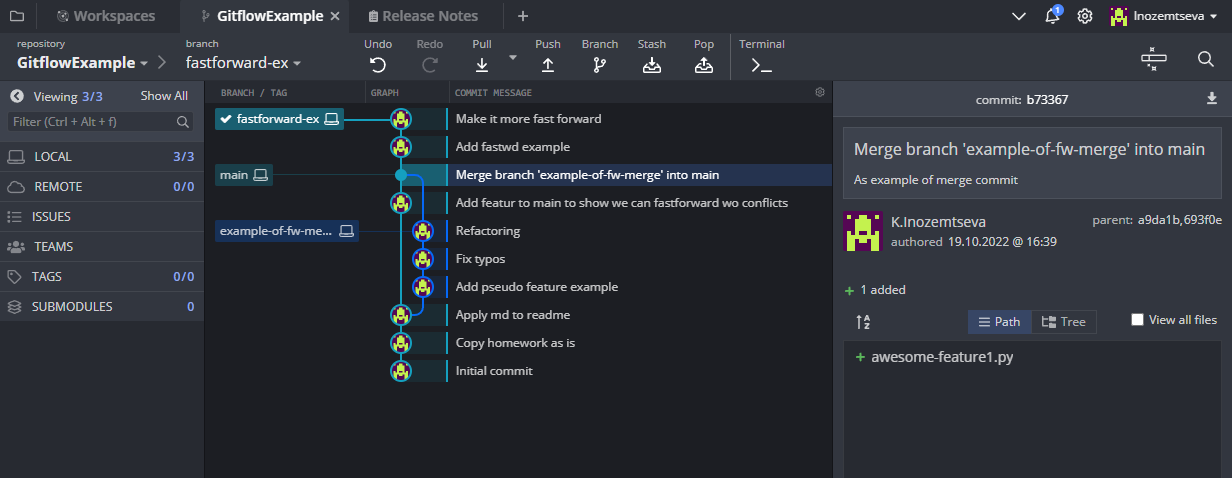 Workspaces GitflowExample Release Notes 1 Inozemtseva
repository branch Undo Redo Pull Push Branch Stash Pop Terminal
GitflowExample fastforward-ex
Viewing 3/3 Show All
Filter (Ctrl + Alt + f)
LOCAL 3/3
REMOTE 0/0
ISSUES
TEAMS
TAGS 0/0
SUBMODULES 0
BRANCH / TAG GRAPH COMMIT MESSAGE
fastforward-ex Make it more fast forward
Add fastwd example
main Merge branch 'example-of-fw-merge' into main
Add featur to main to show we can fastforward wo conflicts
example-of-fw-me... Refactoring
Fix typos
Add pseudo feature example
Apply md to readme
Copy homework as is
Initial commit
commit: b73367
Merge branch 'example-of-fw-merge' into main
As example of merge commit
K.Inozemtseva parent: a9da1b,693f0e
authored 19.10.2022 @ 16:39
+ 1 added
A Z Path Tree View all files
+ awesome-feature1.py